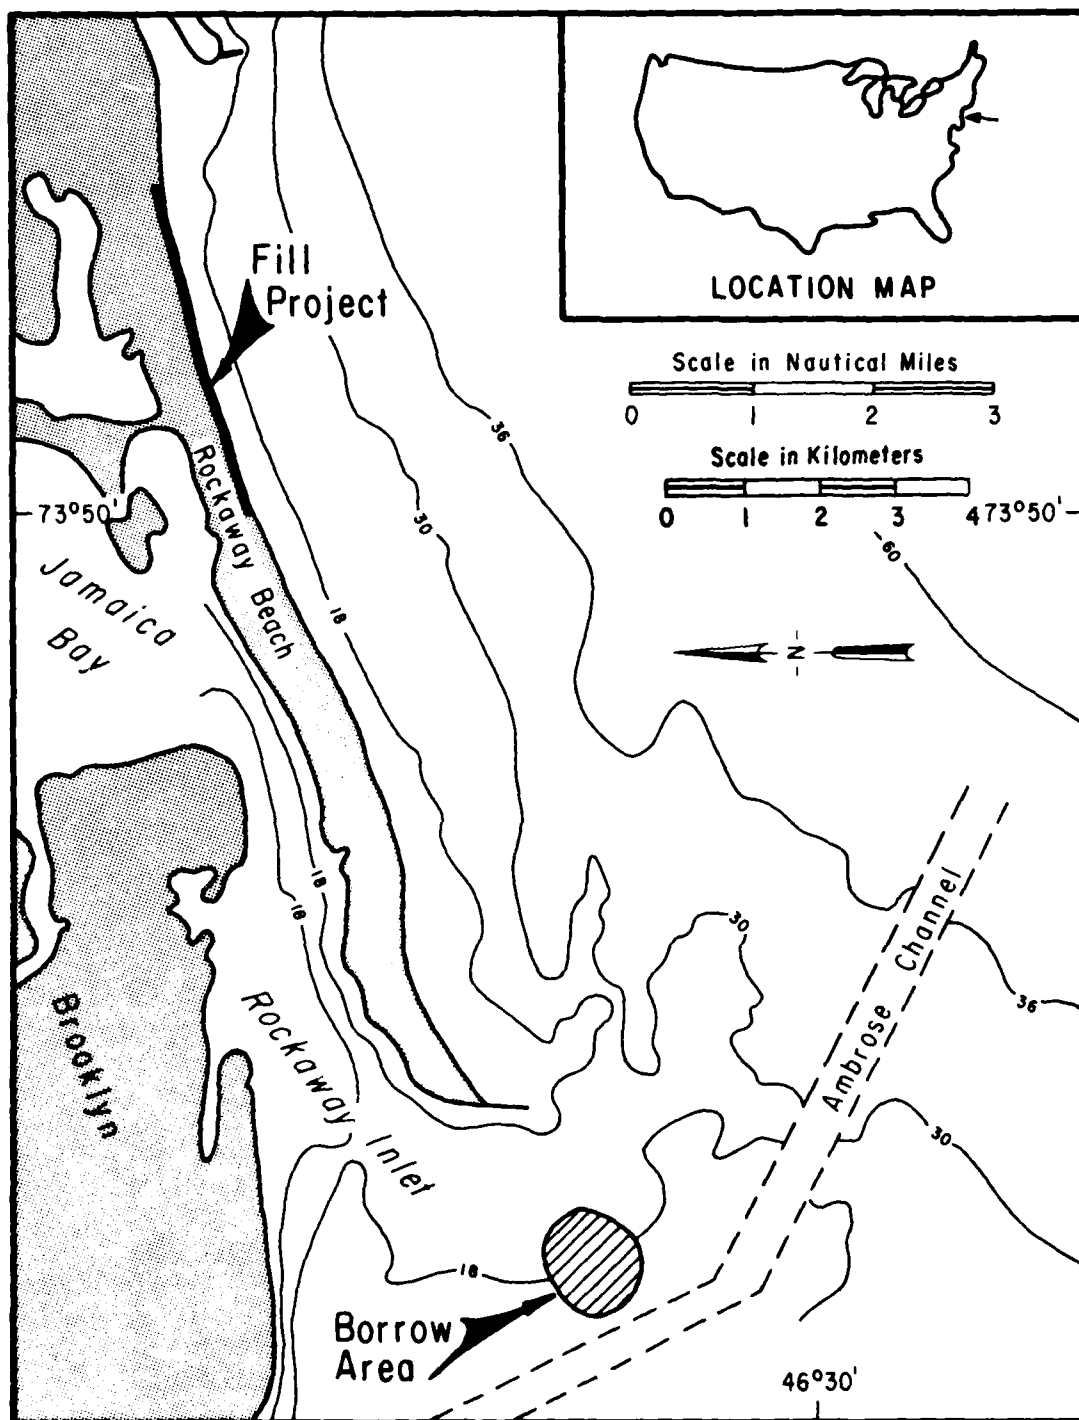 LOCATION MAP
Fill
Project
Scale in Nautical Miles
0 1 2 3
Scale in Kilometers
0 1 2 3 4
36
30
Rockaway Beach
73°50'
73°50'
60
Jamaica
Bay
18
N
18
18
30
Ambrose Channel
36
Brooklyn
Rockaway Inlet
30
18
Borrow
Area
46°30'